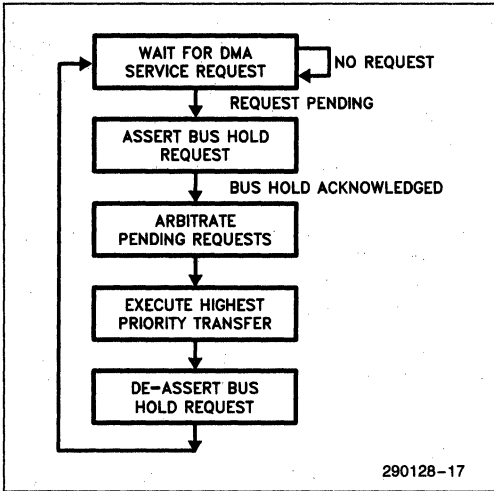 WAIT FOR DMA
SERVICE REQUEST
NO REQUEST
REQUEST PENDING
ASSERT BUS HOLD
REQUEST
BUS HOLD ACKNOWLEDGED
ARBITRATE
PENDING REQUESTS
EXECUTE HIGHEST
PRIORITY TRANSFER
DE-ASSERT BUS
HOLD REQUEST
290128-17